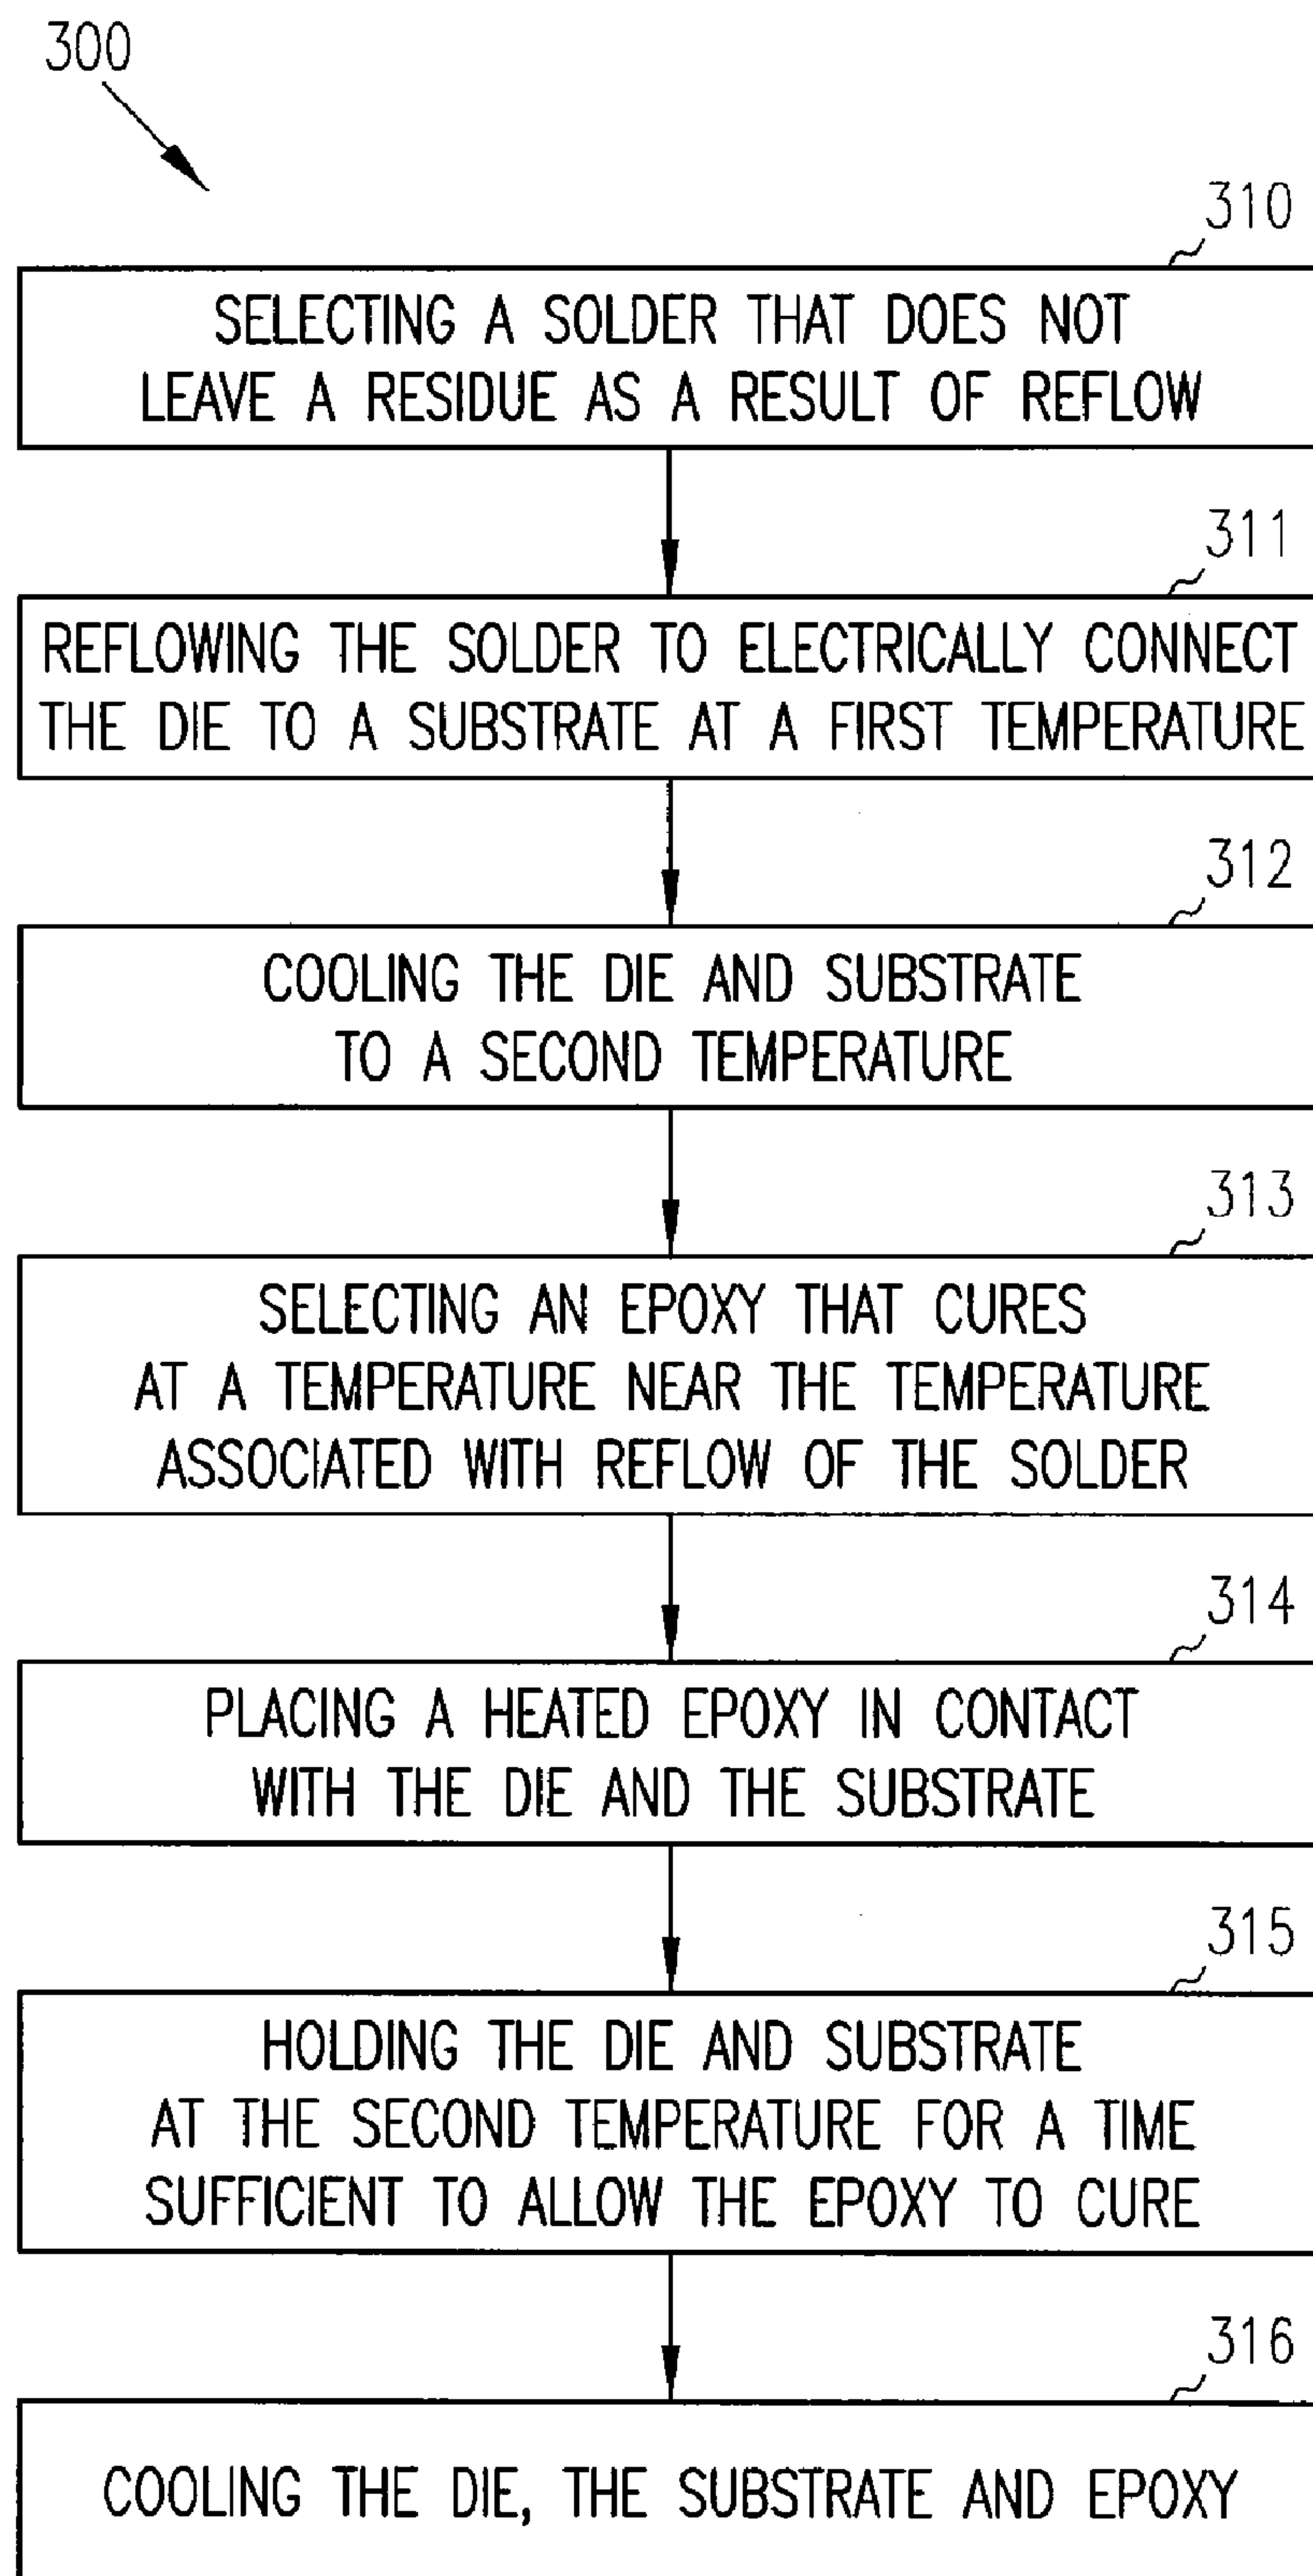 300
310
SELECTING A SOLDER THAT DOES NOT
LEAVE A RESIDUE AS A RESULT OF REFLOW
311
REFLOWING THE SOLDER TO ELECTRICALLY CONNECT
THE DIE TO A SUBSTRATE AT A FIRST TEMPERATURE
312
COOLING THE DIE AND SUBSTRATE
TO A SECOND TEMPERATURE
313
SELECTING AN EPOXY THAT CURES
AT A TEMPERATURE NEAR THE TEMPERATURE
ASSOCIATED WITH REFLOW OF THE SOLDER
314
PLACING A HEATED EPOXY IN CONTACT
WITH THE DIE AND THE SUBSTRATE
315
HOLDING THE DIE AND SUBSTRATE
AT THE SECOND TEMPERATURE FOR A TIME
SUFFICIENT TO ALLOW THE EPOXY TO CURE
316
COOLING THE DIE, THE SUBSTRATE AND EPOXY